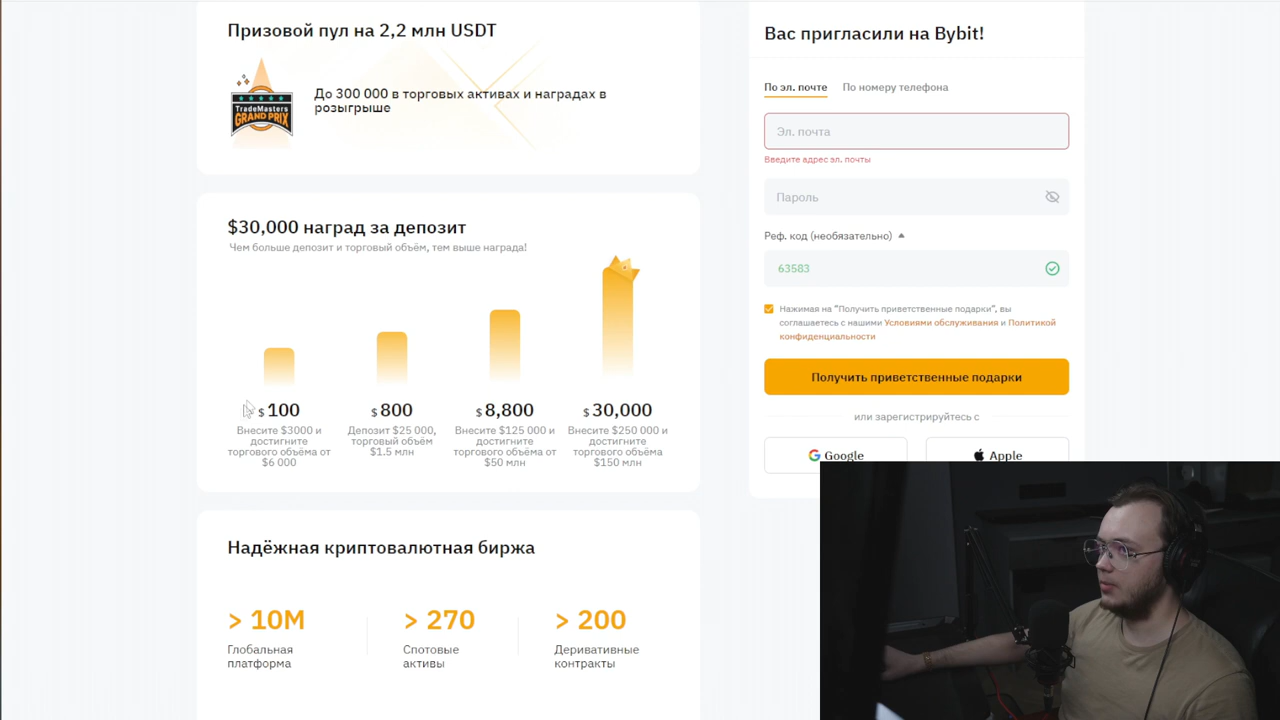 Призовой пул на 2,2 млн USDT
TradeMasters
GRAND PRIX
До 300 000 в торговых активах и наградах в
розыгрыше
$30,000 наград за депозит
Чем больше депозит и торговый объём, тем выше награда!
$ 100
Внесите $3000 и
достигните
торгового объёма от
$6 000
$ 800
Депозит $25 000,
торговый объём
$1.5 млн
$ 8,800
Внесите $125 000 и
достигните
торгового объёма от
$50 млн
$ 30,000
Внесите $250 000 и
достигните
торгового объёма
$150 млн
Надёжная криптовалютная биржа
> 10M
Глобальная
платформа
> 270
Спотовые
активы
> 200
Деривативные
контракты
Вас пригласили на Bybit!
По эл. почте
По номеру телефона
Эл. почта
Введите адрес эл. почты
Пароль
Реф. код (необязательно)
63583
Нажимая на “Получить приветственные подарки”, вы
соглашаетесь с нашими Условиями обслуживания и Политикой
конфиденциальности
Получить приветственные подарки
или зарегистрируйтесь с
Google
Apple